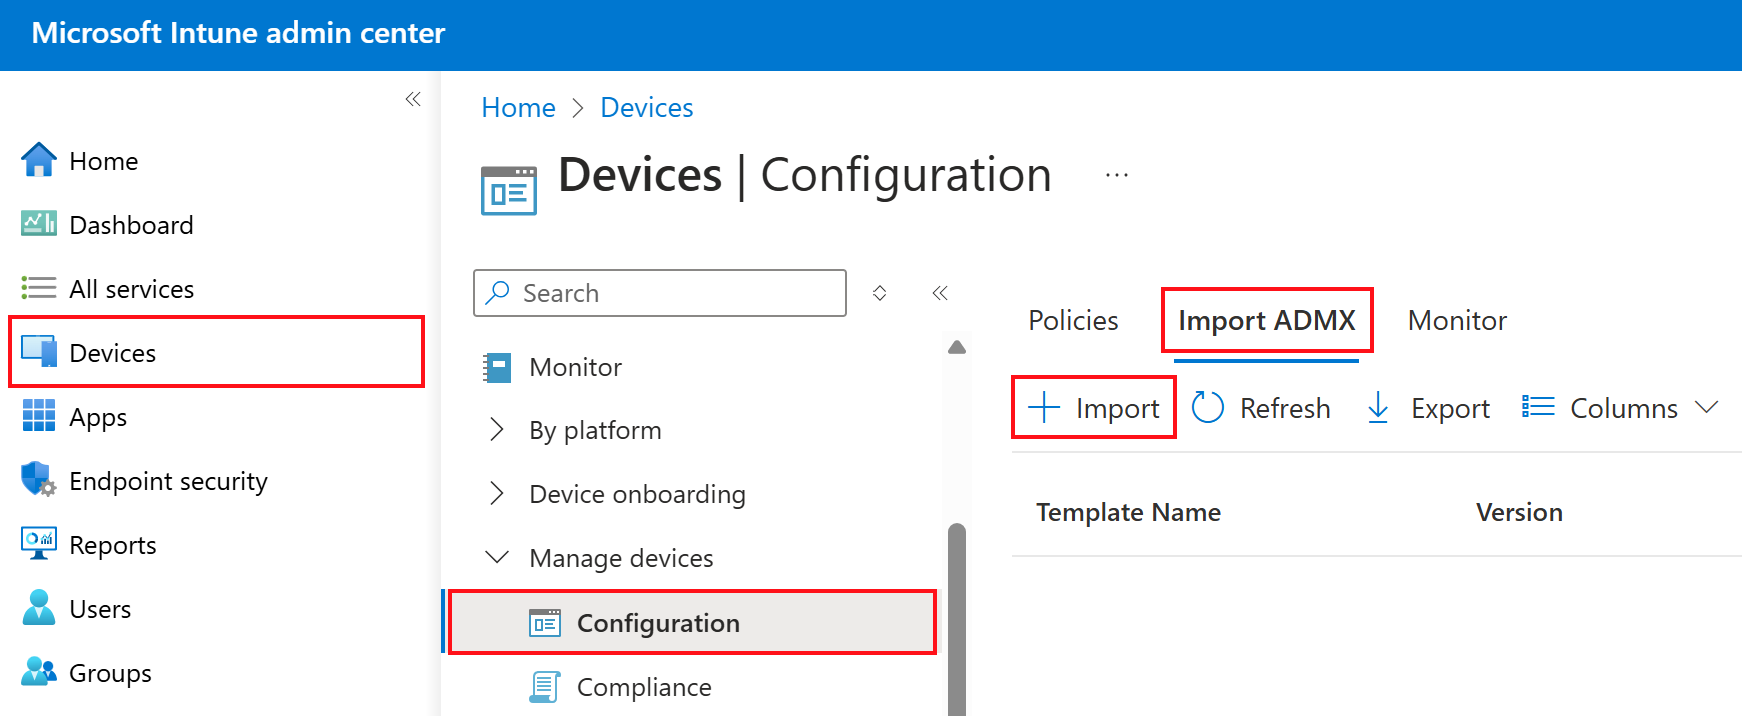 Microsoft Intune admin center
Home
Dashboard
All services
Devices
Apps
Endpoint security
Reports
Users
Groups
Home > Devices
Devices | Configuration ...
Search
Monitor
By platform
Device onboarding
Manage devices
Configuration
Compliance
Policies Import ADMX Monitor
Import Refresh Export Columns
Template Name Version